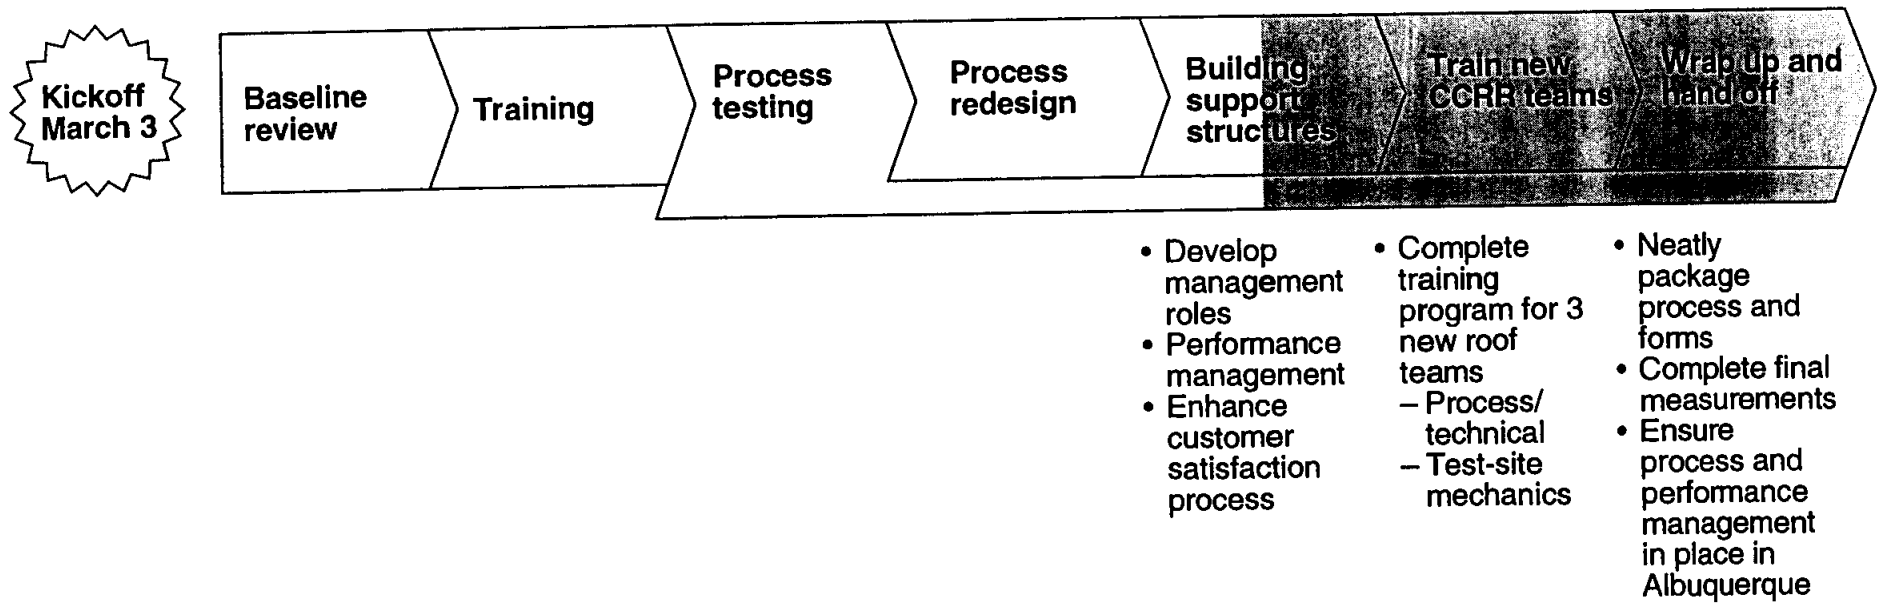 Kickoff
March 3
Baseline
review
Training
Process
testing
Process
redesign
Building
support
structures
Train new
CCRR teams
Wrap up and
hand off
• Develop
management
roles
• Performance
management
• Enhance
customer
satisfaction
process
• Complete
training
program for 3
new roof
teams
– Process/
technical
– Test-site
mechanics
• Neatly
package
process and
forms
• Complete final
measurements
• Ensure
process and
performance
management
in place in
Albuquerque